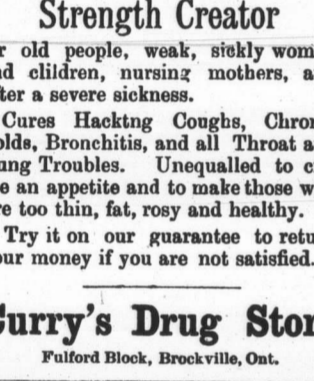 Strength Creator
r old people, weak, sickly wom
d cliildren, nursing mothers, a
ter a severe sickness.
Cures Hacktng Coughs, Chron
olds, Bronchitis, and all Throat a
ung Troubles. Unequalled to c
e an appetite and to make those w
e too thin, fat, rosy and healthy.
Try it on our guarantee to retu
our money if you are not satisfied.
Curry's Drug Stor
Fulford Block, Brockville, Ont.